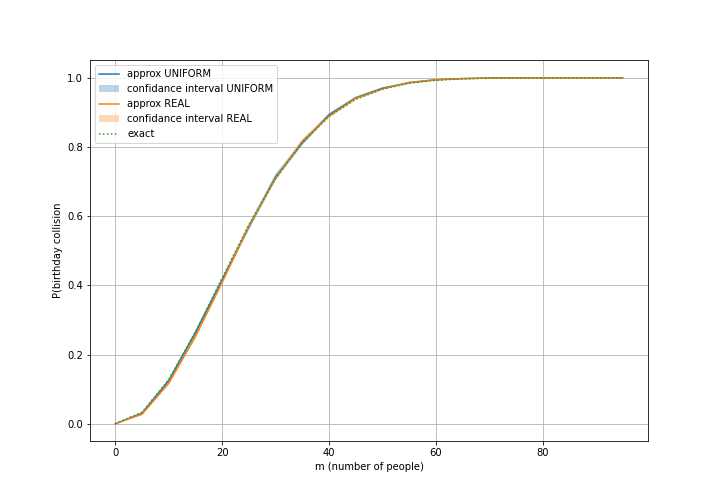 approx UNIFORM
confidance interval UNIFORM
approx REAL
confidance interval REAL
exact
1.0
0.8
0.6
0.4
0.2
0.0
P(birthday collision
0 20 40 60 80
m (number of people)